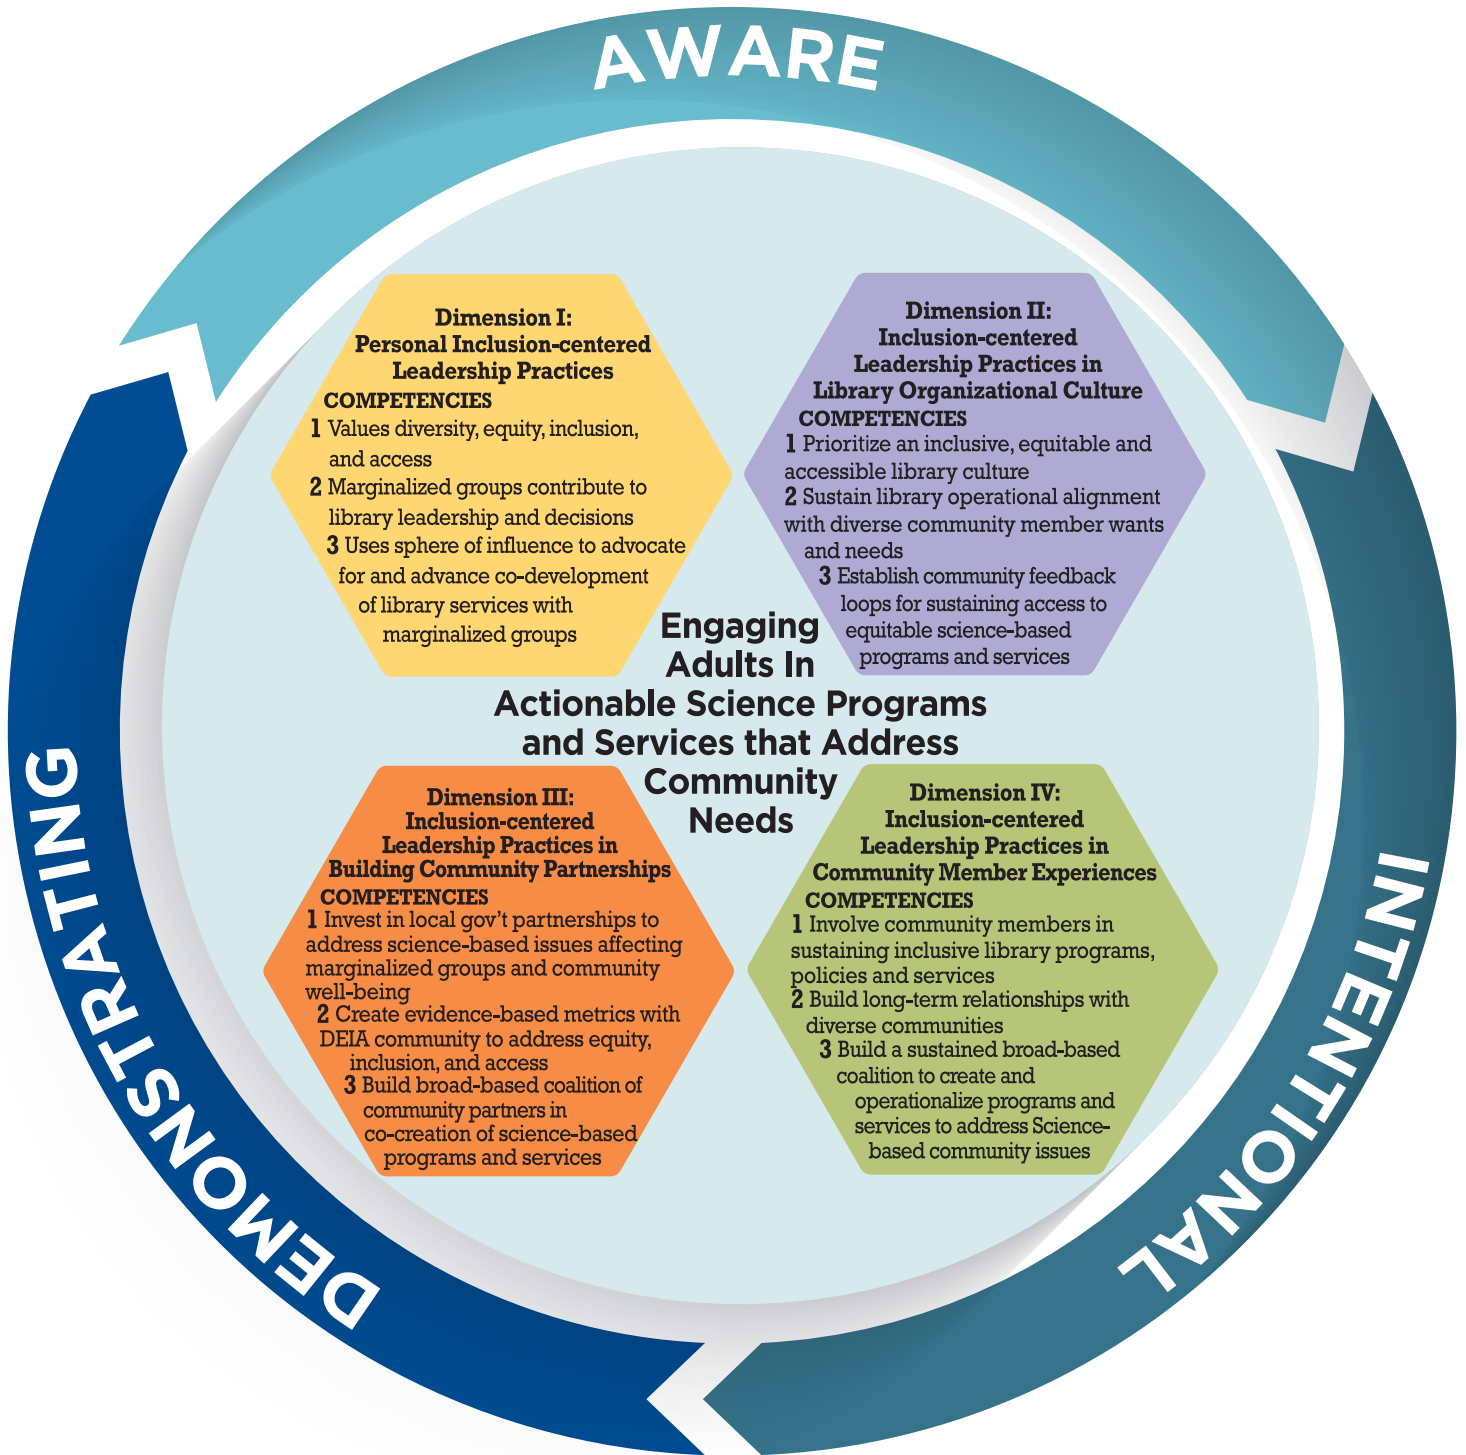 AWARE
Dimension I:
Personal Inclusion-centered
Leadership Practices
COMPETENCIES
1 Values diversity, equity, inclusion,
and access
2 Marginalized groups contribute to
library leadership and decisions
3 Uses sphere of influence to advocate
for and advance co-development
of library services with
marginalized groups
Dimension II:
Inclusion-centered
Leadership Practices in
Library Organizational Culture
COMPETENCIES
1 Prioritize an inclusive, equitable and
accessible library culture
2 Sustain library operational alignment
with diverse community member wants
and needs
3 Establish community feedback
loops for sustaining access to
equitable science-based
programs and services
Engaging
Adults In
Actionable Science Programs
and Services that Address
Community
Needs
Dimension III:
Inclusion-centered
Leadership Practices in
Building Community Partnerships
COMPETENCIES
1 Invest in local gov't partnerships to
address science-based issues affecting
marginalized groups and community
well-being
2 Create evidence-based metrics with
DEIA community to address equity,
inclusion, and access
3 Build broad-based coalition of
community partners in
co-creation of science-based
programs and services
Dimension IV:
Inclusion-centered
Leadership Practices in
Community Member Experiences
COMPETENCIES
1 Involve community members in
sustaining inclusive library programs,
policies and services
2 Build long-term relationships with
diverse communities
3 Build a sustained broad-based
coalition to create and
operationalize programs and
services to address Science-
based community issues
INTENTIONAL
DEMONSTRATING